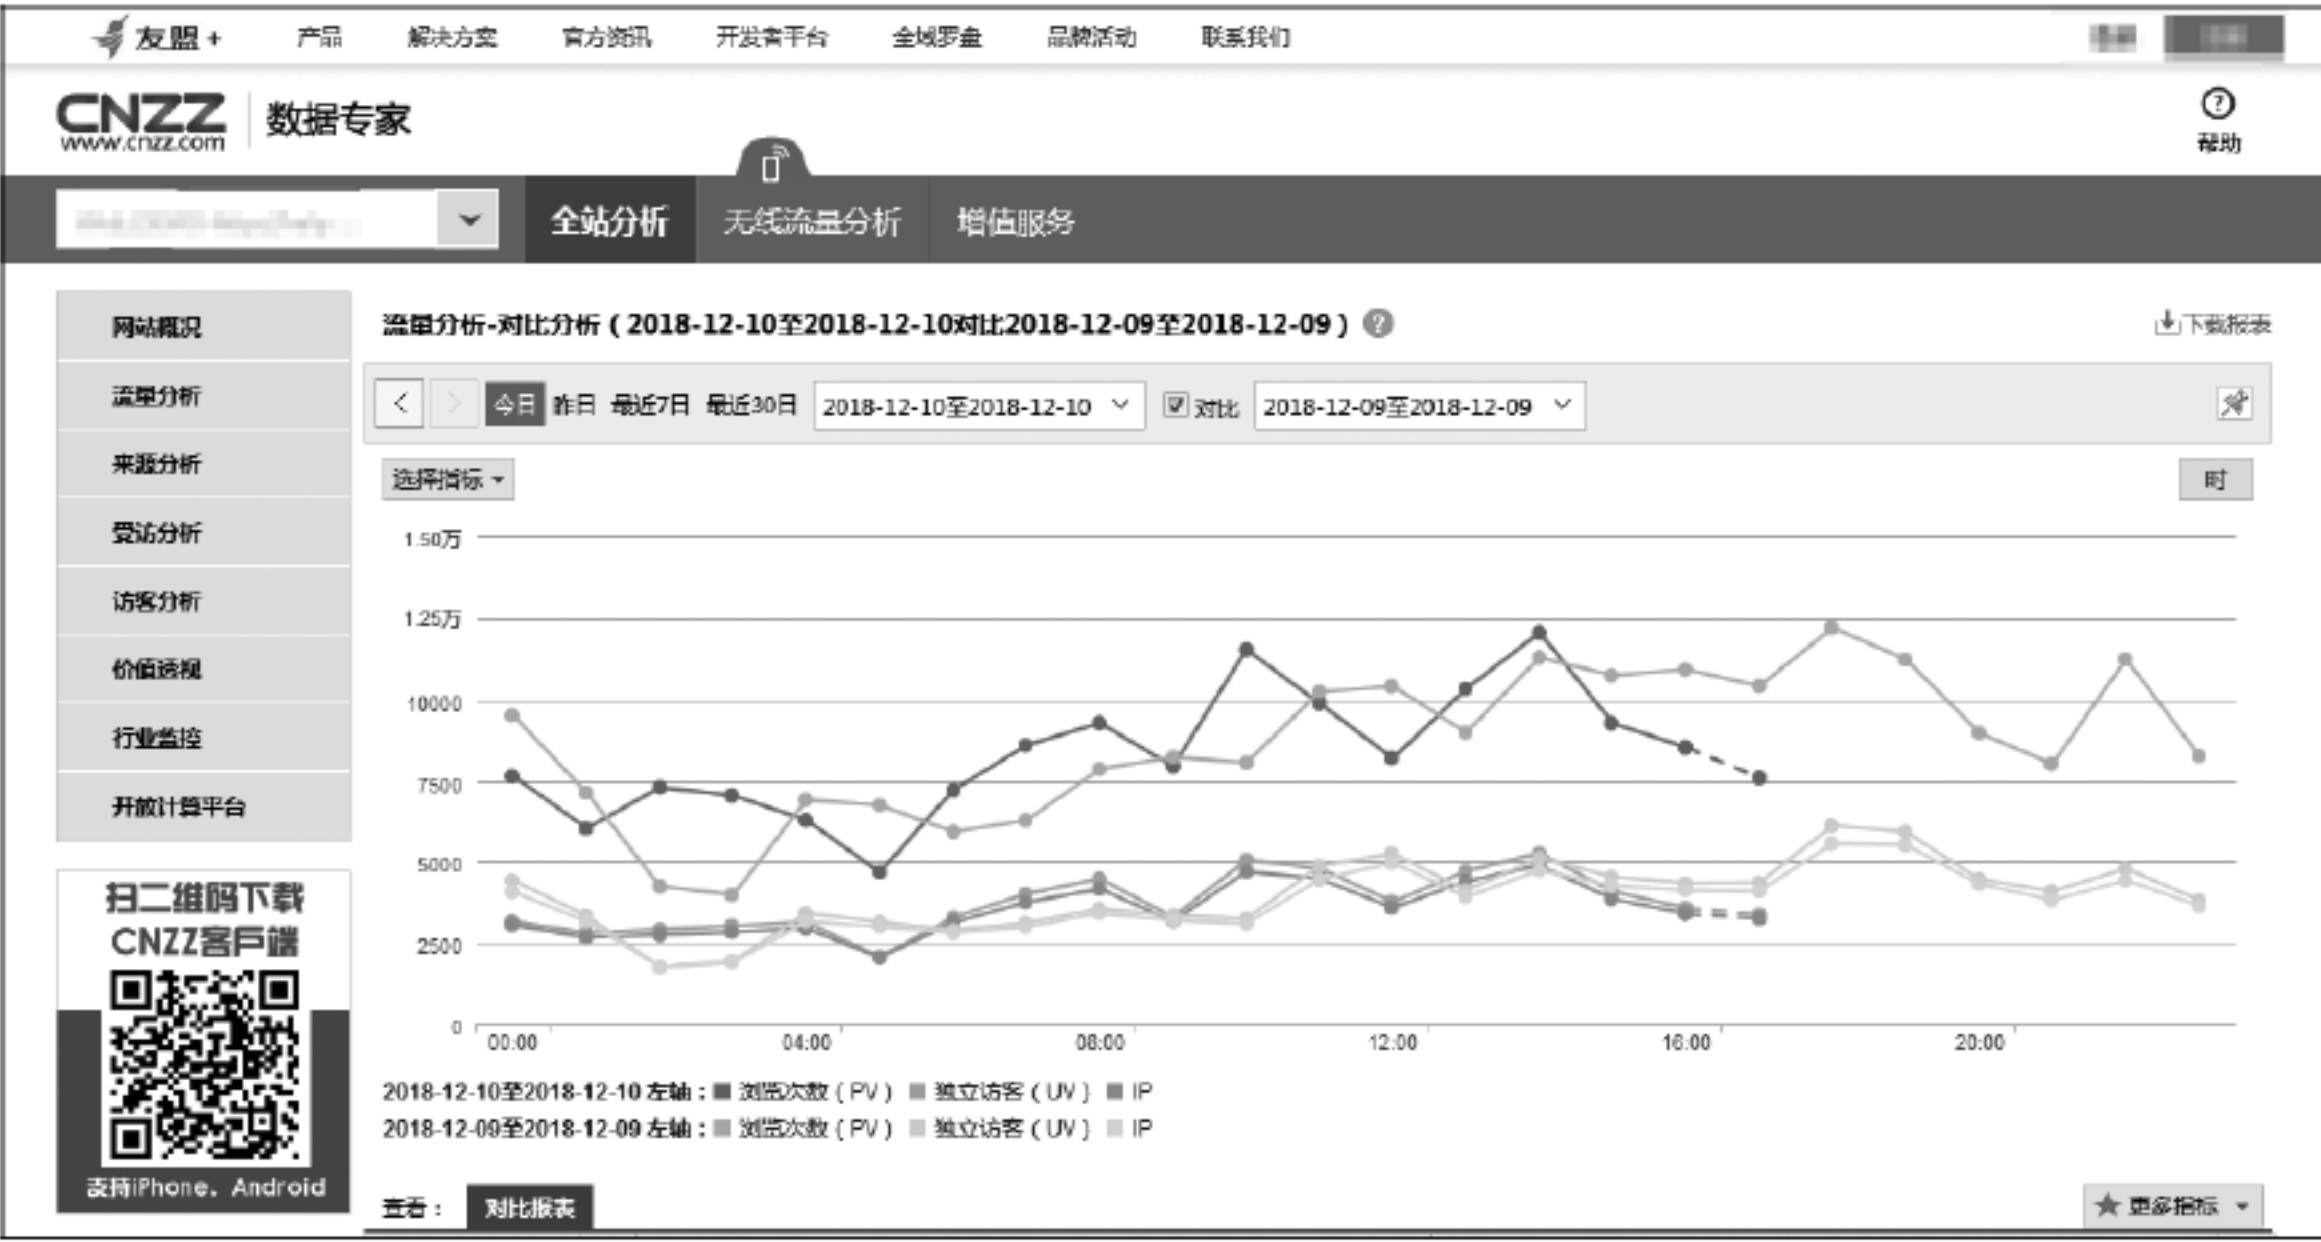 友盟+ 产品 解决方案 官方资讯 开发者平台 全域罗盘 品牌活动 联系我们
CNZZ 数据专家
www.cnzz.com
帮助
全站分析 无线流量分析 增值服务
网站概况
流量分析
来源分析
受访分析
访客分析
价值透视
行业监控
开放计算平台
扫二维码下载
CNZZ客戶端
支持iPhone、Android
流量分析-对比分析（2018-12-10至2018-12-10对比2018-12-09至2018-12-09） ? 下载报表
< > 今日 昨日 最近7日 最近30日 2018-12-10至2018-12-10 对比 2018-12-09至2018-12-09
选择指标 时
1.50万
1.25万
10000
7500
5000
2500
0
00:00 04:00 08:00 12:00 16:00 20:00
2018-12-10至2018-12-10 左轴：浏览次数（PV） 独立访客（UV） IP
2018-12-09至2018-12-09 左轴：浏览次数（PV） 独立访客（UV） IP
查看： 对比报表 更多指标